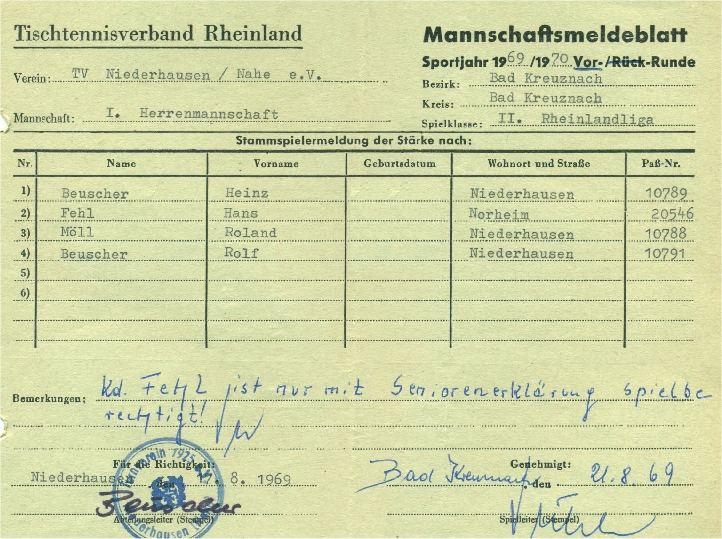 Tischtennisverband Rheinland
Mannschaftsmeldeblatt
Sportjahr 1969 /1970 Vor-/Rück-Runde
Verein: TV Niederhausen / Nahe e.V.
Bezirk: Bad Kreuznach
Kreis: Bad Kreuznach
Mannschaft: I. Herrenmannschaft
Spielklasse: II. Rheinlandliga
Stammspielermeldung der Stärke nach:
Nr. Name Vorname Geburtsdatum Wohnort und Straße Paß-Nr.
1) Beuscher Heinz Niederhausen 10789
2) Fehl Hans Norheim 20546
3) Möll Roland Niederhausen 10788
4) Beuscher Rolf Niederhausen 10791
5)
6)
Bemerkungen: Kd. Fehl ist nur mit Seniorenerklärung spielbe
rechtigt!
Für die Richtigkeit:
Genehmigt:
Niederhausen, den 17.8.1969
Bad Kreuznach, den 21.8.69
Beuscher
Abteilungsleiter (Stempel)
Spielleiter (Stempel)